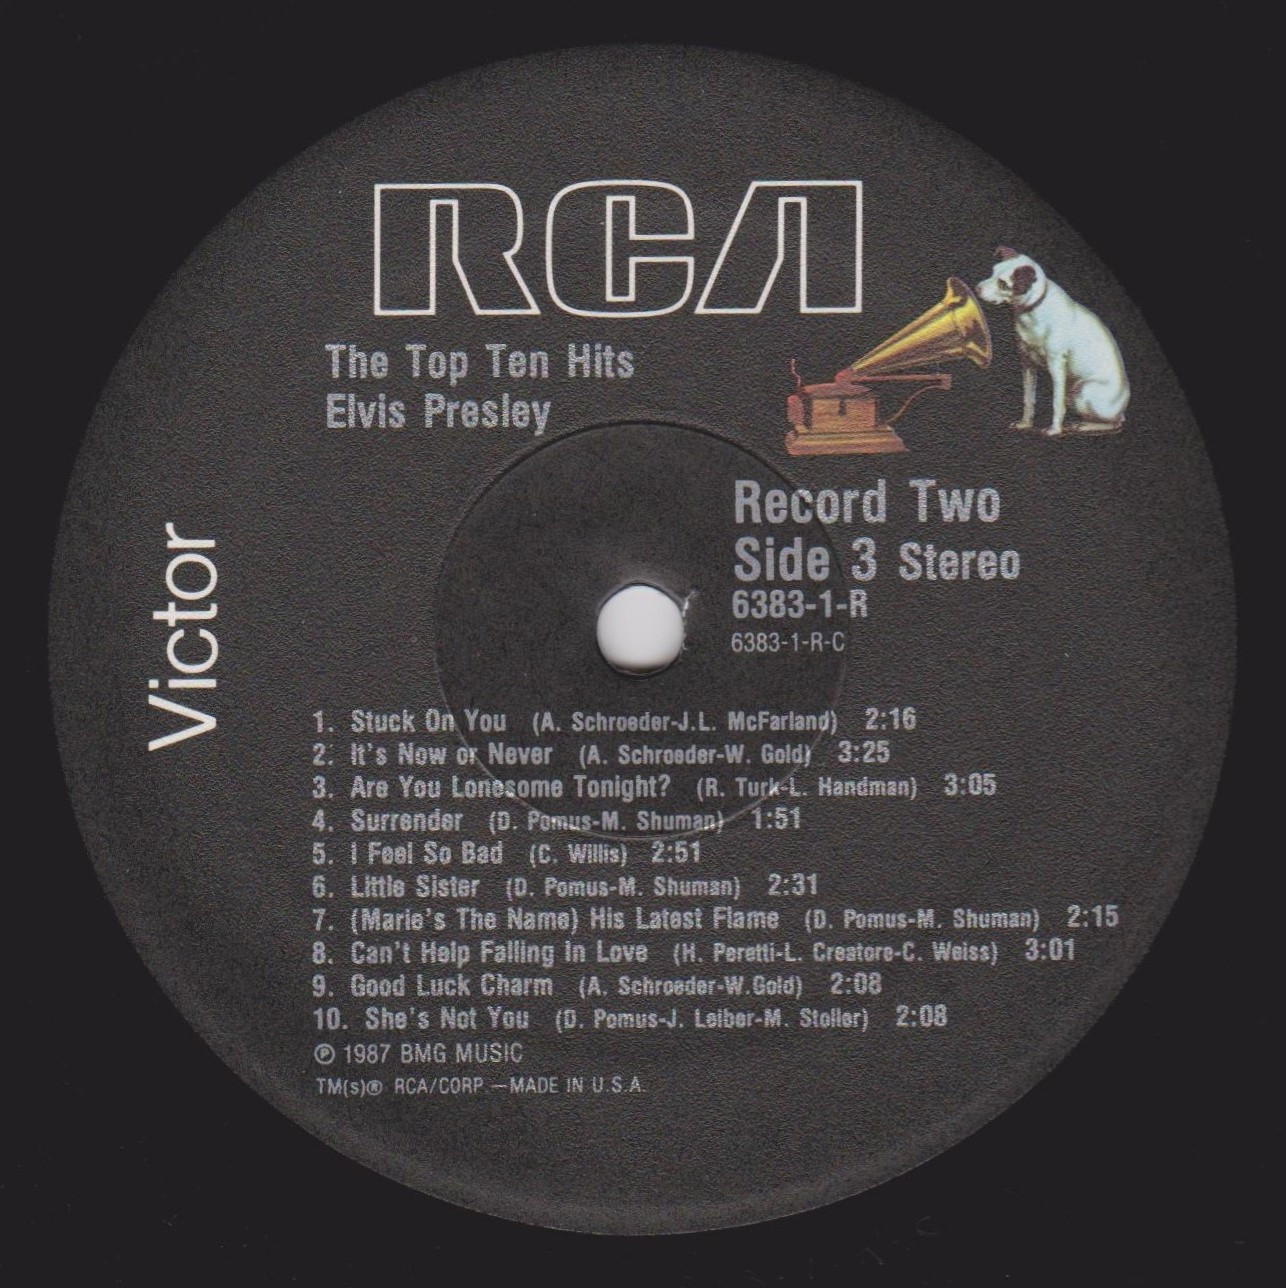 RCA
The Top Ten Hits
Elvis Presley
Victor
Record Two
Side 3 Stereo
6383-1-R
6383-1-R-C
1. Stuck On You (A. Schroeder-J.L. McFarland) 2:16
2. It's Now or Never (A. Schroeder-W. Gold) 3:25
3. Are You Lonesome Tonight? (R. Turk-L. Handman) 3:05
4. Surrender (D. Pomus-M. Shuman) 1:51
5. I Feel So Bad (C. Willis) 2:51
6. Little Sister (D. Pomus-M. Shuman) 2:31
7. (Marie's The Name) His Latest Flame (D. Pomus-M. Shuman) 2:15
8. Can't Help Falling In Love (H. Peretti-L. Creatore-C. Weiss) 3:01
9. Good Luck Charm (A. Schroeder-W.Gold) 2:08
10. She's Not You (D. Pomus-J. Leiber-M. Stoller) 2:08
℗ 1987 BMG MUSIC
TM(s)® RCA/CORP.—MADE IN U.S.A.